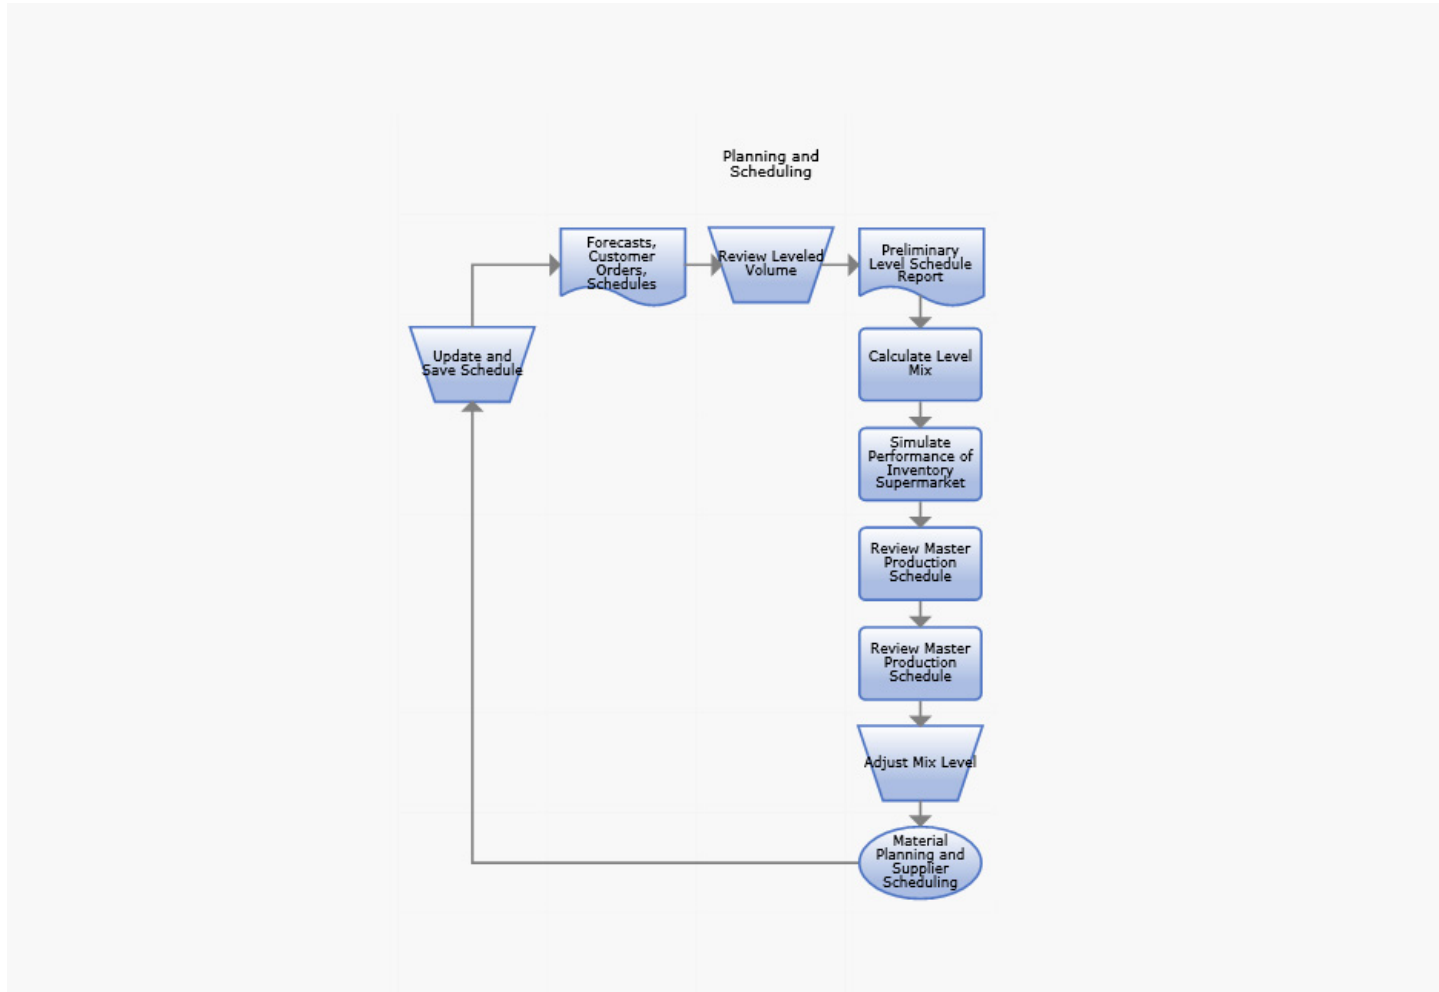 Planning and
Scheduling
Forecasts,
Customer
Orders,
Schedules
Review Leveled
Volume
Preliminary
Level Schedule
Report
Update and
Save Schedule
Calculate Level
Mix
Simulate
Performance of
Inventory
Supermarket
Review Master
Production
Schedule
Review Master
Production
Schedule
Adjust Mix Level
Material
Planning and
Supplier
Scheduling